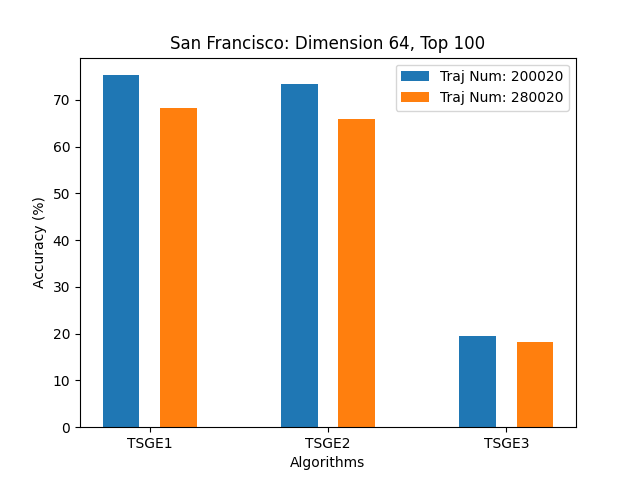 San Francisco: Dimension 64, Top 100
Traj Num: 200020
Traj Num: 280020
Accuracy (%)
70
60
50
40
30
20
10
0
TSGE1 TSGE2 TSGE3
Algorithms